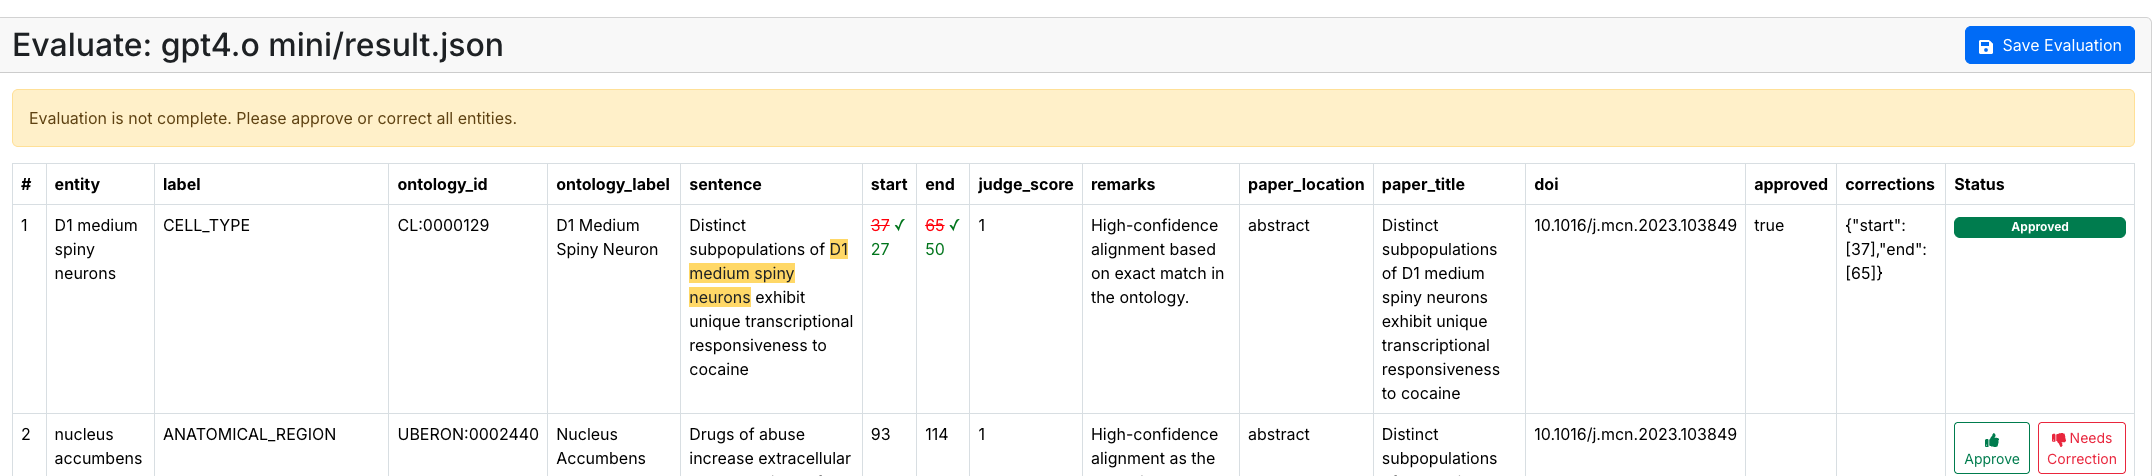 Evaluate: gpt4.o mini/result.json
Save Evaluation
Evaluation is not complete. Please approve or correct all entities.
# entity label ontology_id ontology_label sentence start end judge_score remarks paper_location paper_title doi approved corrections Status
1 D1 medium CELL_TYPE CL:0000129 D1 Medium Distinct 37 ✓ 65 ✓ 1 High-confidence abstract Distinct 10.1016/j.mcn.2023.103849 true {"start": Approved
spiny Spiny Neuron subpopulations of D1 27 50 alignment based subpopulations [37],"end":
neurons medium spiny on exact match in of D1 medium [65]}
neurons exhibit the ontology. spiny neurons
unique transcriptional exhibit unique
responsiveness to transcriptional
cocaine responsiveness
to cocaine
2 nucleus ANATOMICAL_REGION UBERON:0002440 Nucleus Drugs of abuse 93 114 1 High-confidence abstract Distinct 10.1016/j.mcn.2023.103849 Needs
accumbens Accumbens increase extracellular alignment as the subpopulations Approve Correction